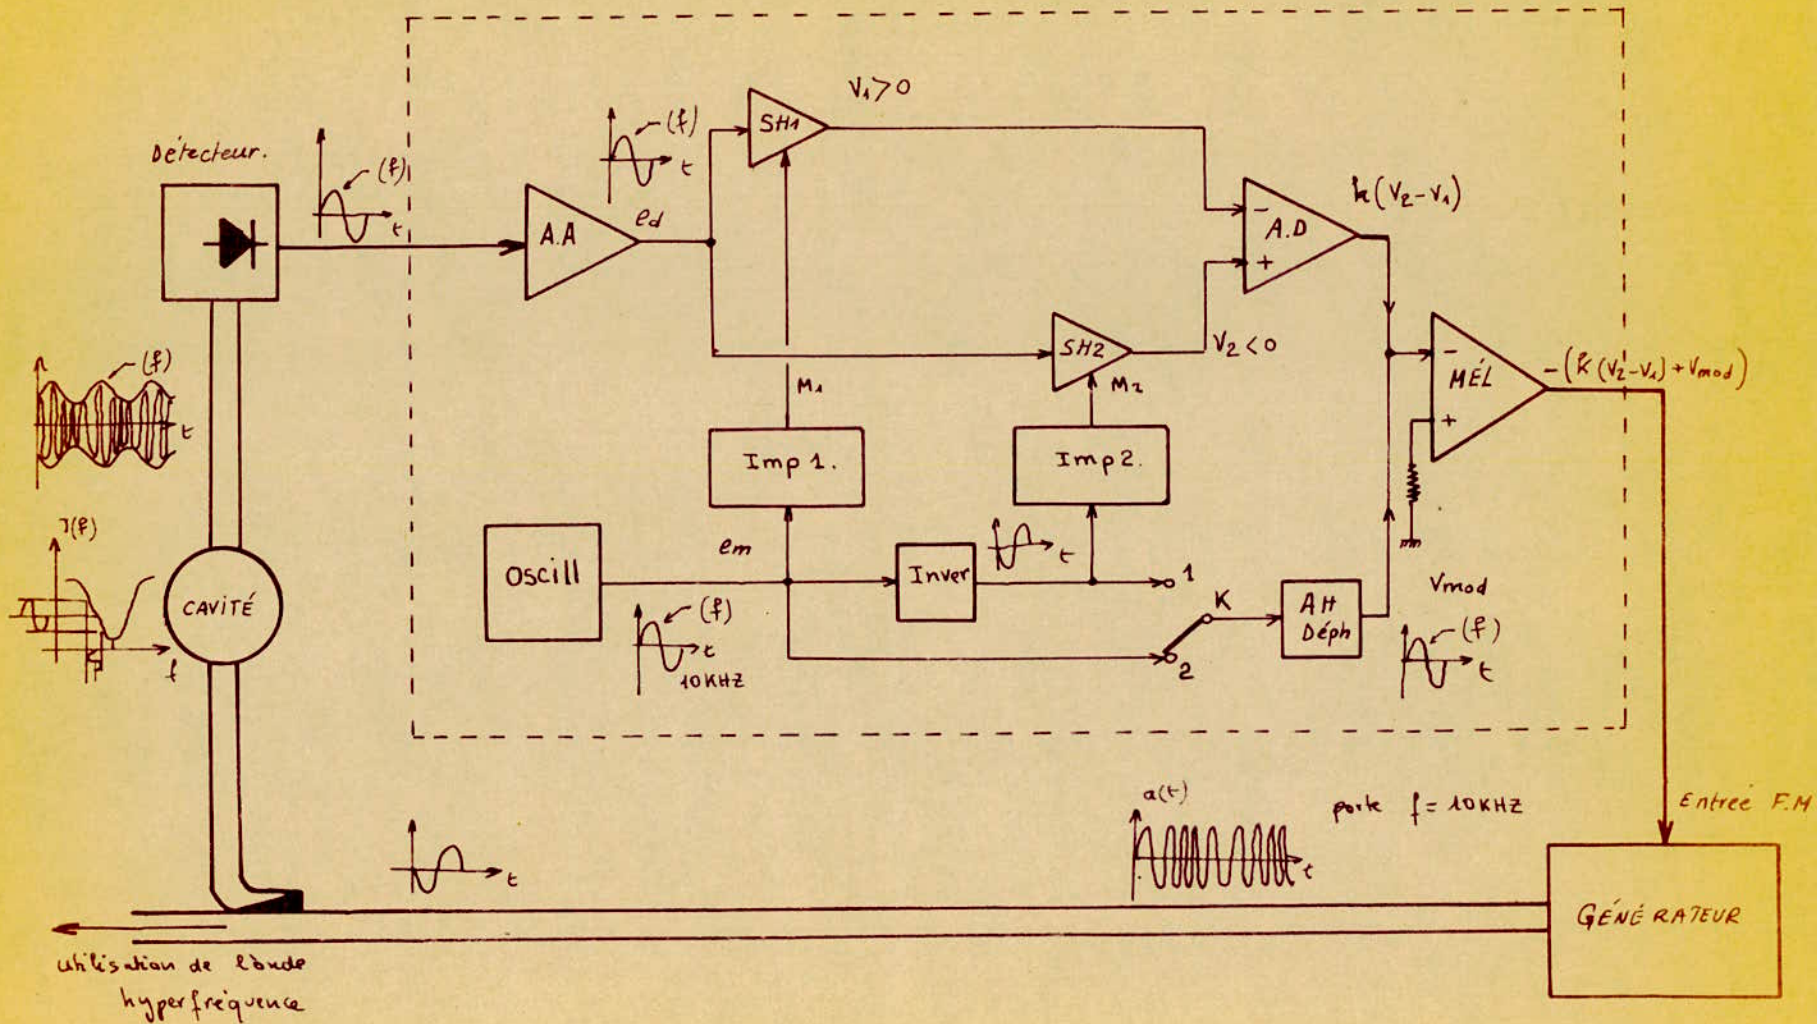 Détecteur.
(f)
t
(f)
t
A.A
ed
SH1
V1>0
SH2
V2<0
-
A.D
+
k(V2-V1)
-
MÉL
+
-(k(V2-V1)+Vmod)
M1
M2
Imp 1.
Imp 2.
(f)
t
J(f)
f
CAVITÉ
Oscill
em
(f)
t
10KHZ
Inver
t
1
K
2
AH
Déph
Vmod
(f)
t
a(t)
t
porte f = 10KHZ
Entreé F.M
GÉNÉRATEUR
t
utilisation de l'onde
hyperfréquence